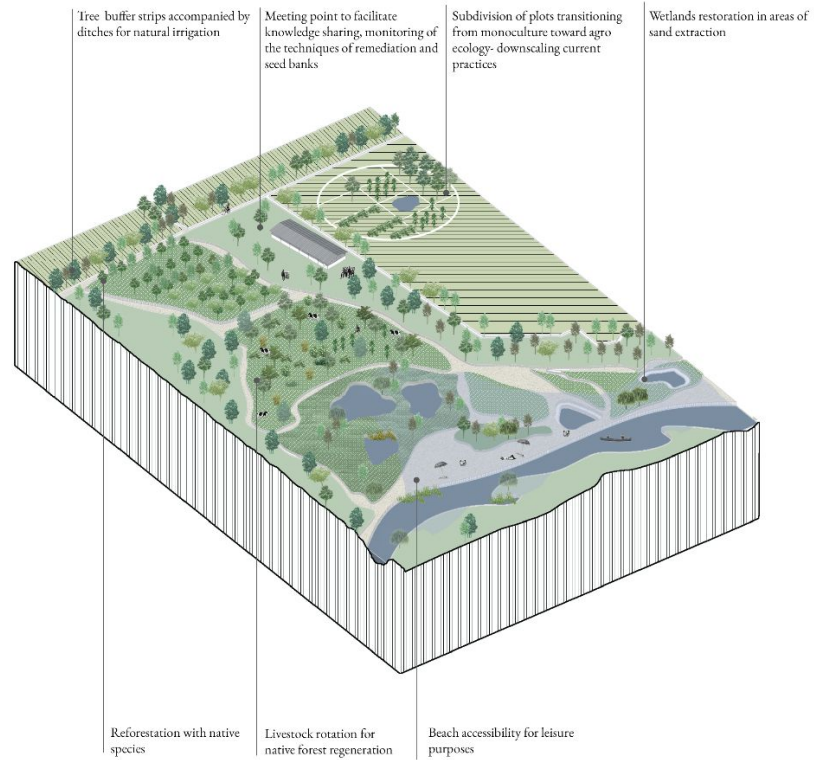 Tree buffer strips accompanied by
ditches for natural irrigation
Meeting point to facilitate
knowledge sharing, monitoring of
the techniques of remediation and
seed banks
Subdivision of plots transitioning
from monoculture toward agro
ecology- downscaling current
practices
Wetlands restoration in areas of
sand extraction
Reforestation with native
species
Livestock rotation for
native forest regeneration
Beach accessibility for leisure
purposes